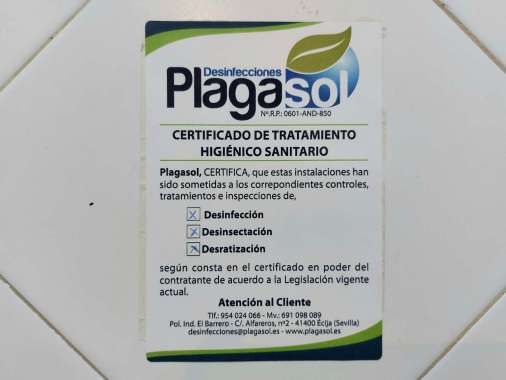 Desinfecciones
Plagasol
Nº.R.P.: 0601-AND-850
CERTIFICADO DE TRATAMIENTO
HIGIÉNICO SANITARIO
Plagasol, CERTIFICA, que estas instalaciones han
sido sometidas a los correpondientes controles,
tratamientos e inspecciones de,
Desinfección
Desinsectación
Desratización
según consta en el certificado en poder del
contratante de acuerdo a la Legislación vigente
actual.
Atención al Cliente
Tlf.: 954 024 066 - Mv.: 691 098 089
Pol. Ind. El Barrero - C/. Alfareros, nº2 - 41400 Écija (Sevilla)
desinfecciones@plagasol.es - www.plagasol.es